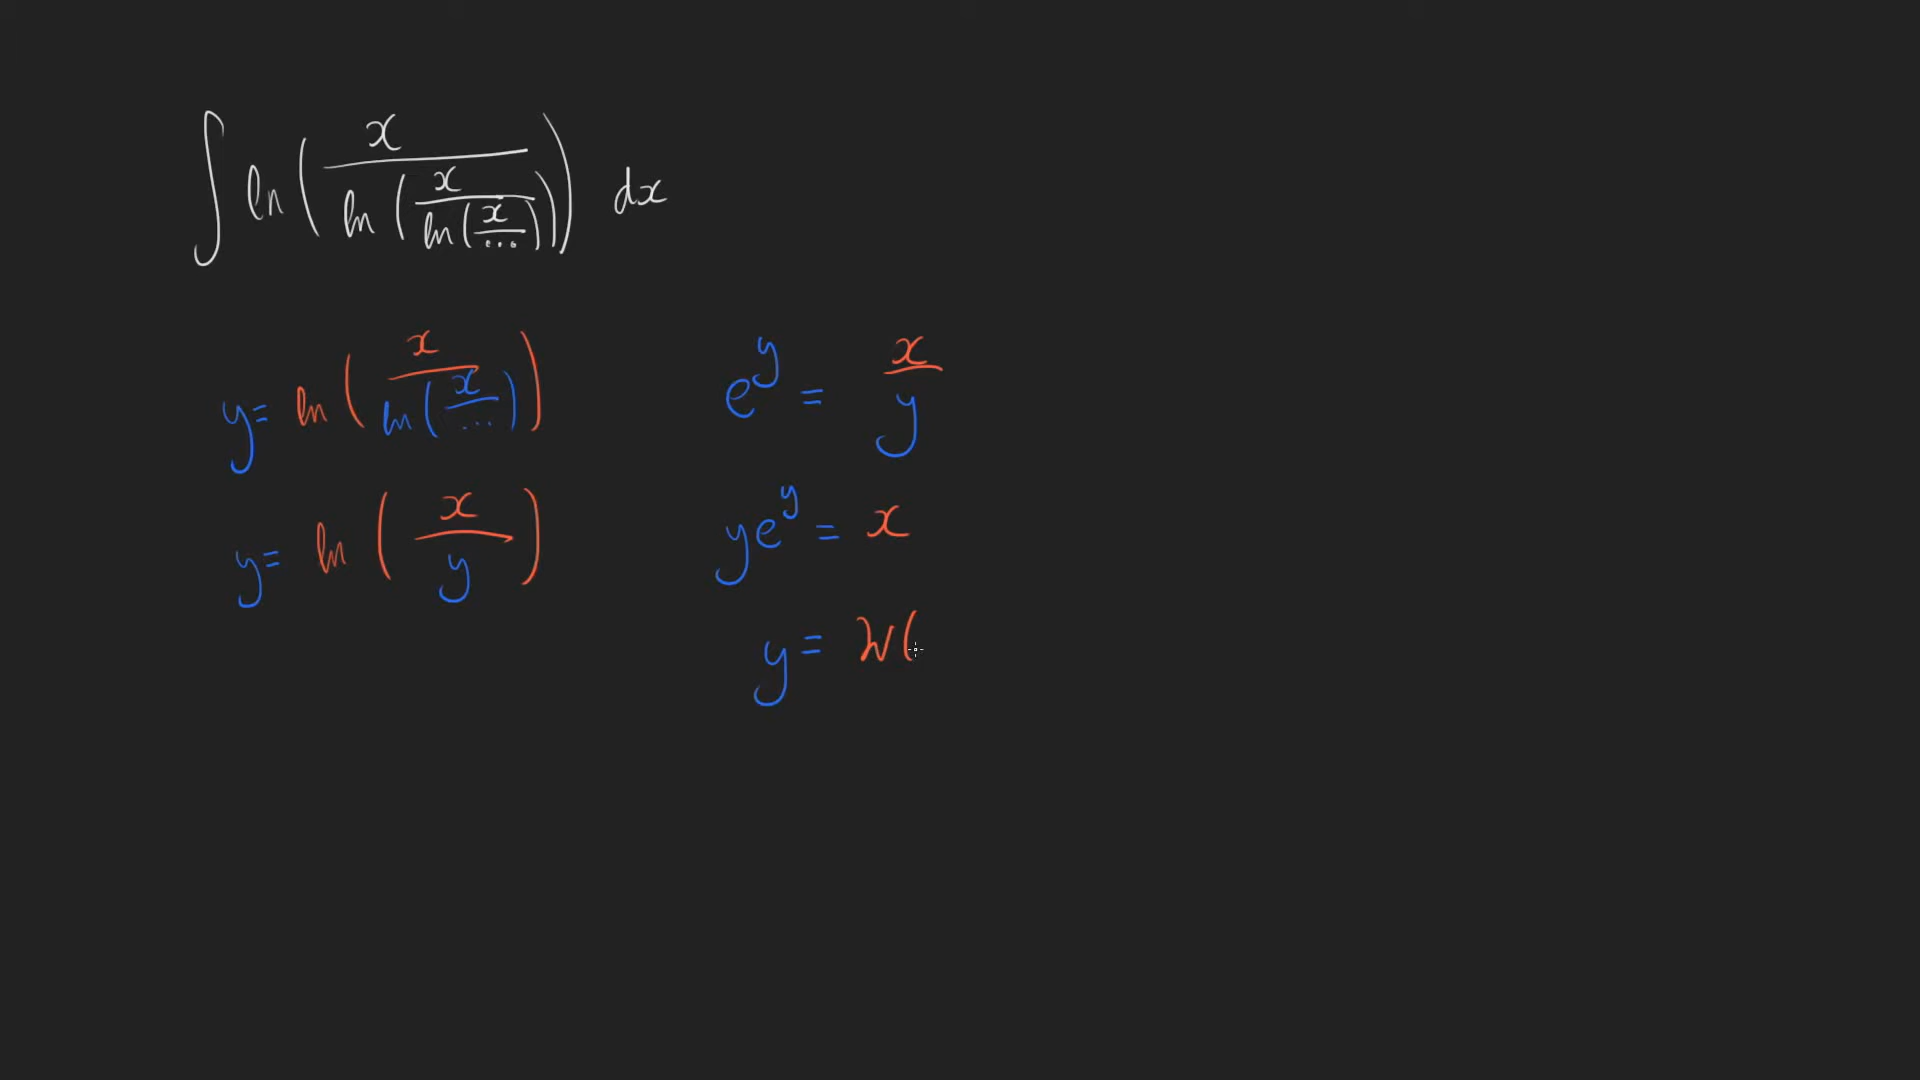 ∫ ln(x/ln(x/ln(x/...))) dx
y= ln(x/ln(x/...))
y= ln(x/y)
e^y = x/y
ye^y = x
y= W(